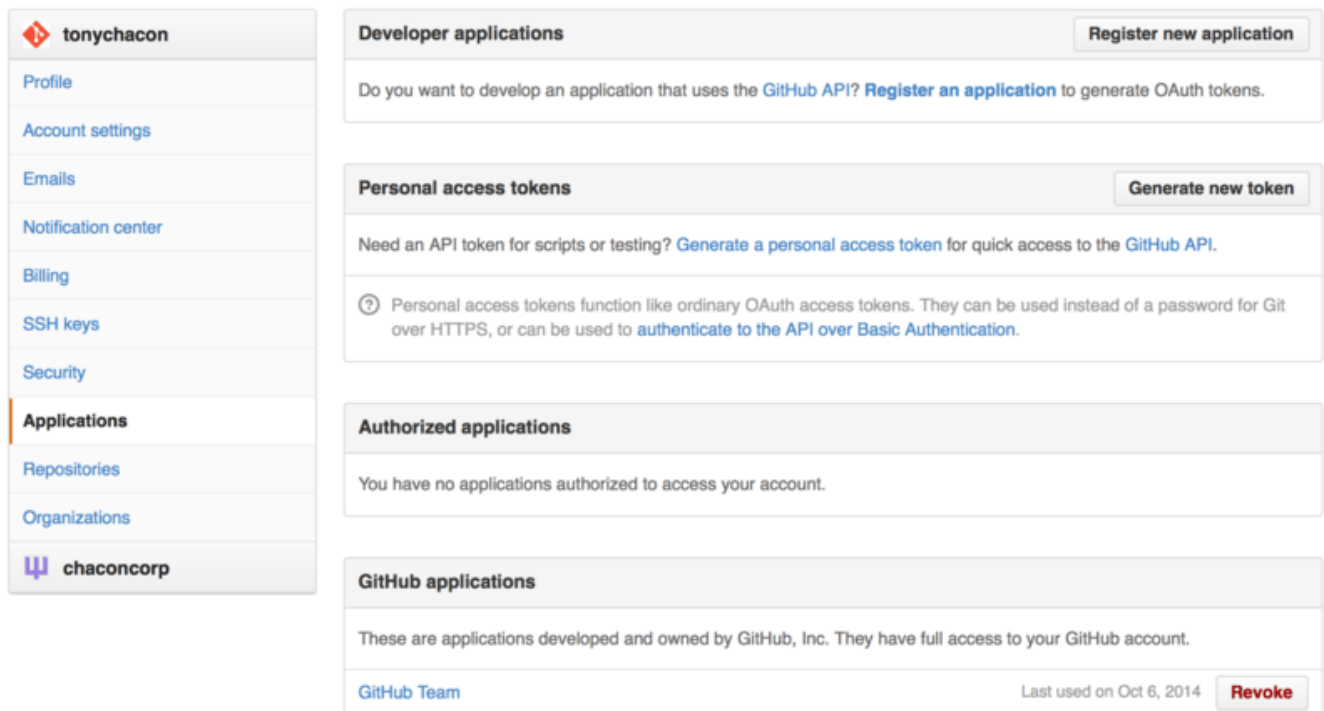 tonychacon
Profile
Account settings
Emails
Notification center
Billing
SSH keys
Security
Applications
Repositories
Organizations
chaconcorp
Developer applications
Register new application
Do you want to develop an application that uses the GitHub API? Register an application to generate OAuth tokens.
Personal access tokens
Generate new token
Need an API token for scripts or testing? Generate a personal access token for quick access to the GitHub API.
Personal access tokens function like ordinary OAuth access tokens. They can be used instead of a password for Git
over HTTPS, or can be used to authenticate to the API over Basic Authentication.
Authorized applications
You have no applications authorized to access your account.
GitHub applications
These are applications developed and owned by GitHub, Inc. They have full access to your GitHub account.
GitHub Team
Last used on Oct 6, 2014
Revoke